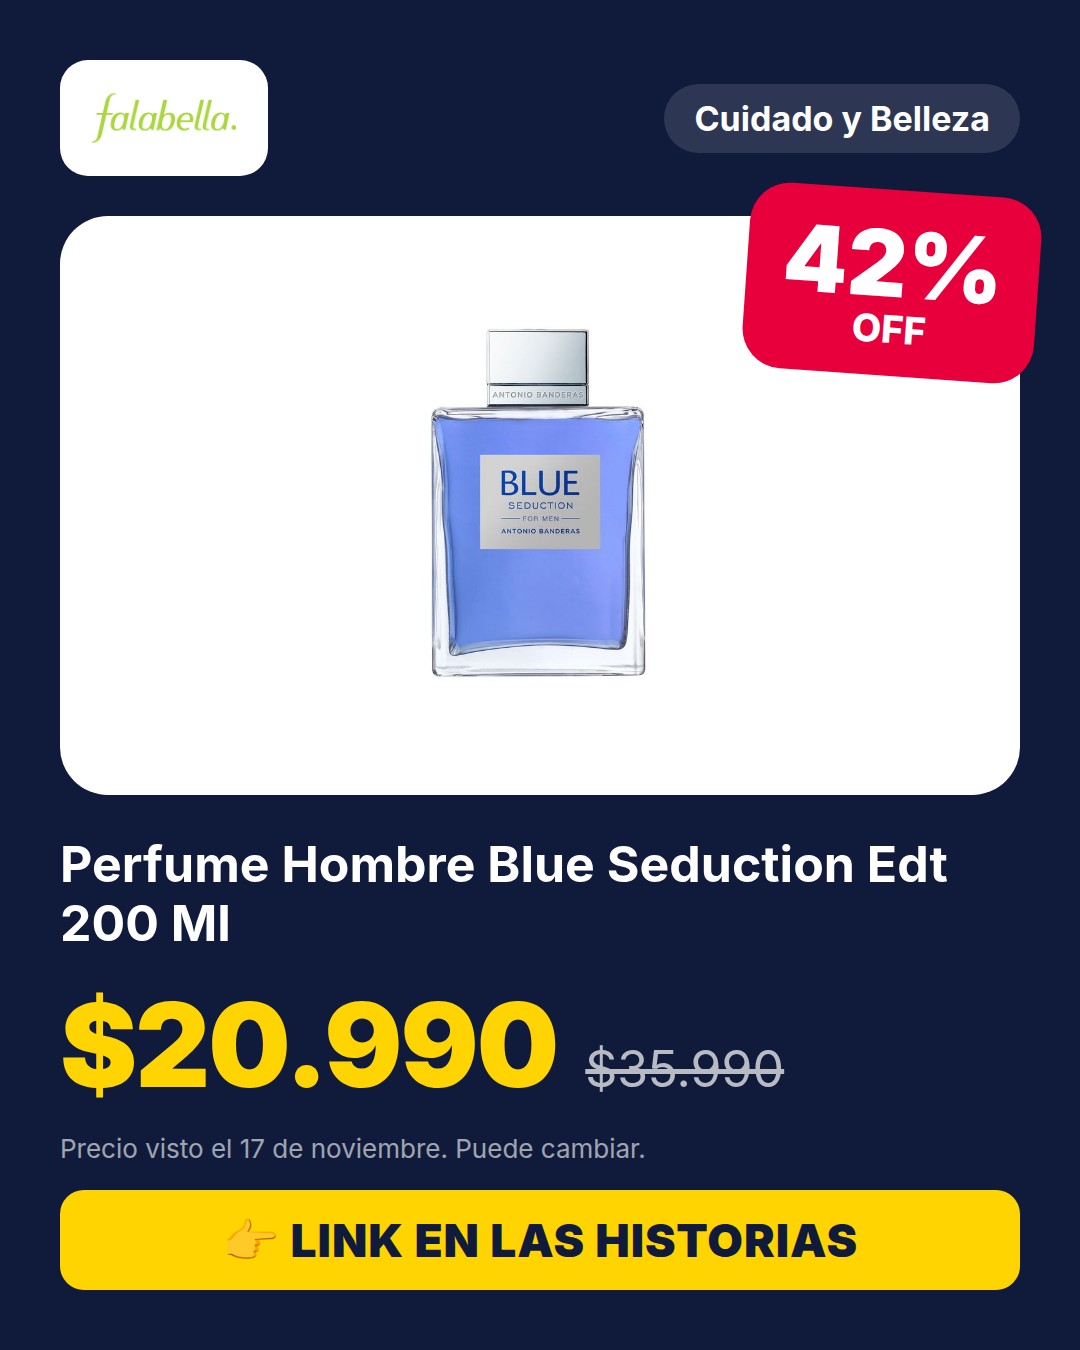 falabella.
Cuidado y Belleza
42%
OFF
ANTONIO BANDERAS
BLUE
SEDUCTION
FOR MEN
ANTONIO BANDERAS
Perfume Hombre Blue Seduction Edt
200 Ml
$20.990 $35.990
Precio visto el 17 de noviembre. Puede cambiar.
👉 LINK EN LAS HISTORIAS